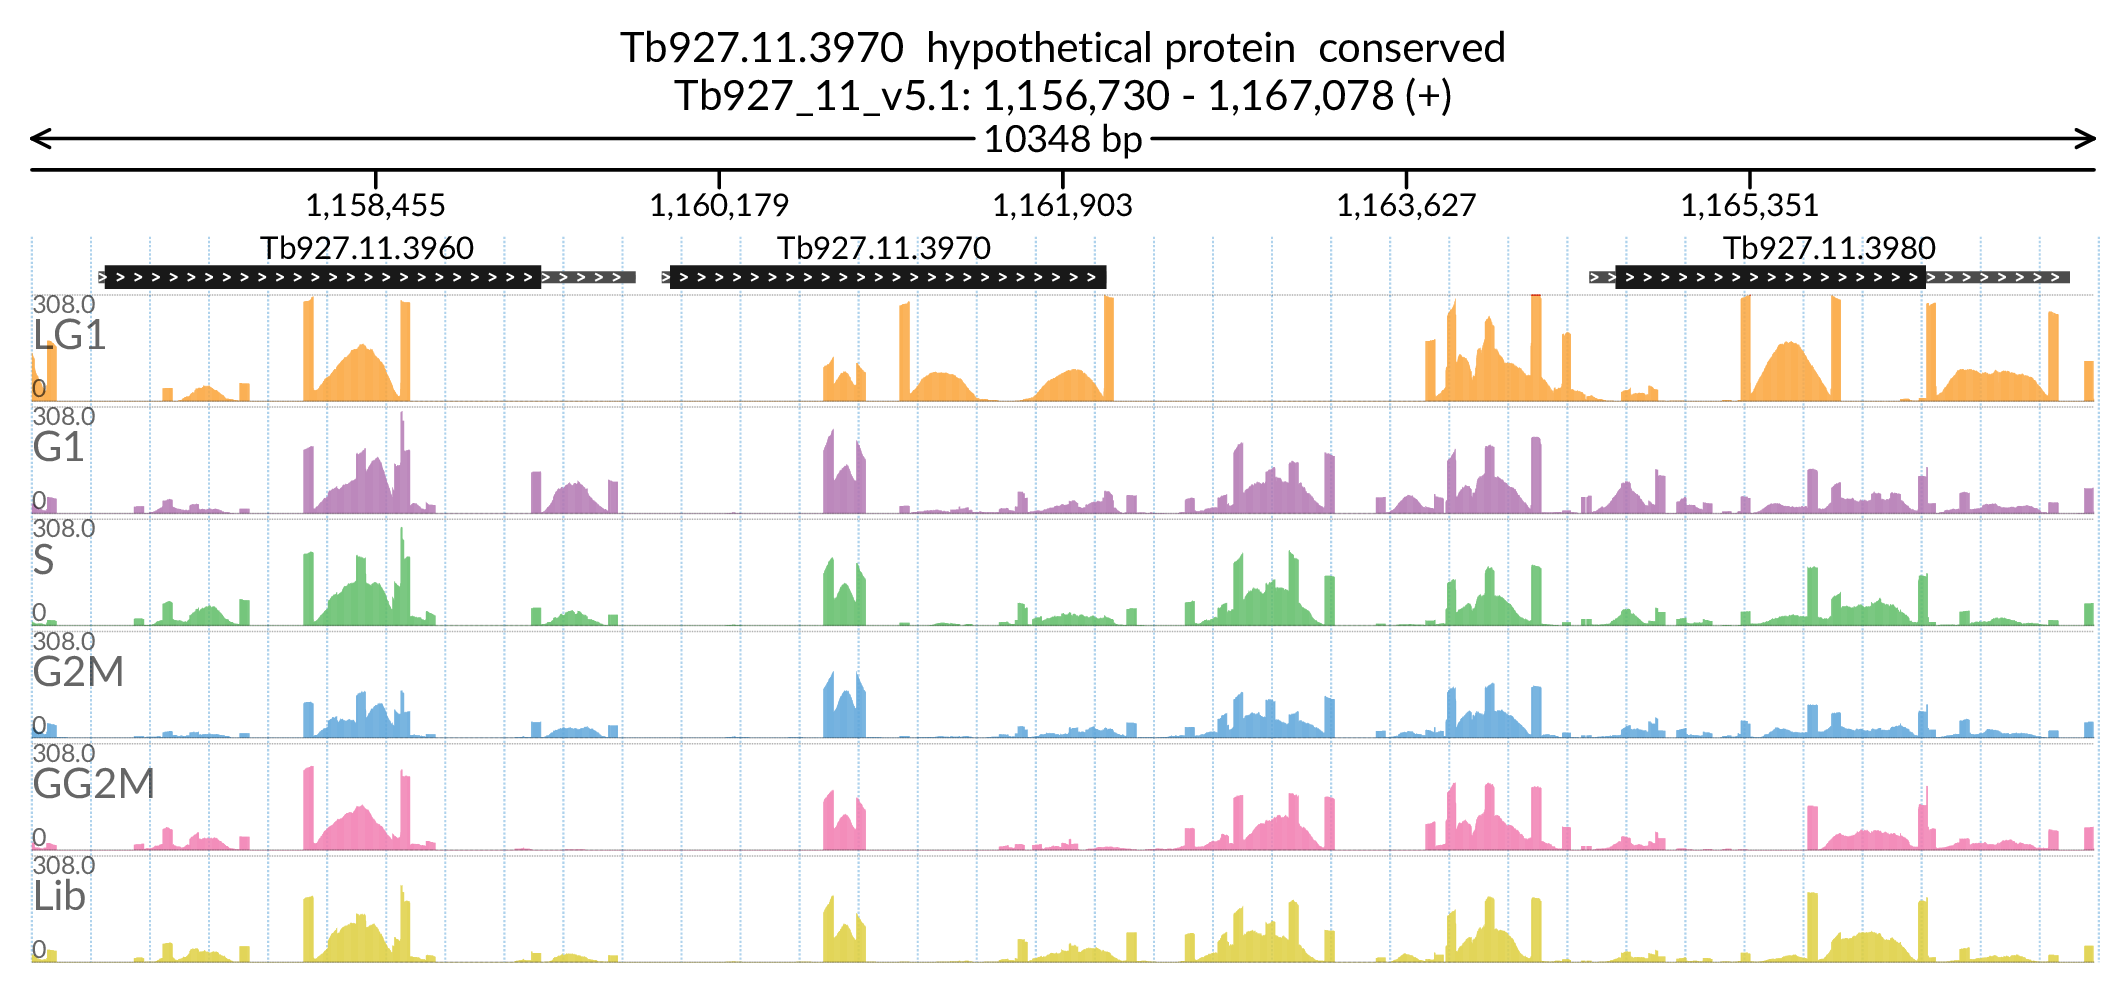 Tb927.11.3970  hypothetical protein  conserved
Tb927_11_v5.1: 1,156,730 - 1,167,078 (+)
10348 bp
1,158,455 1,160,179 1,161,903 1,163,627 1,165,351
Tb927.11.3960 Tb927.11.3970 Tb927.11.3980
308.0
LG1
0
308.0
G1
0
308.0
S
0
308.0
G2M
0
308.0
GG2M
0
308.0
Lib
0